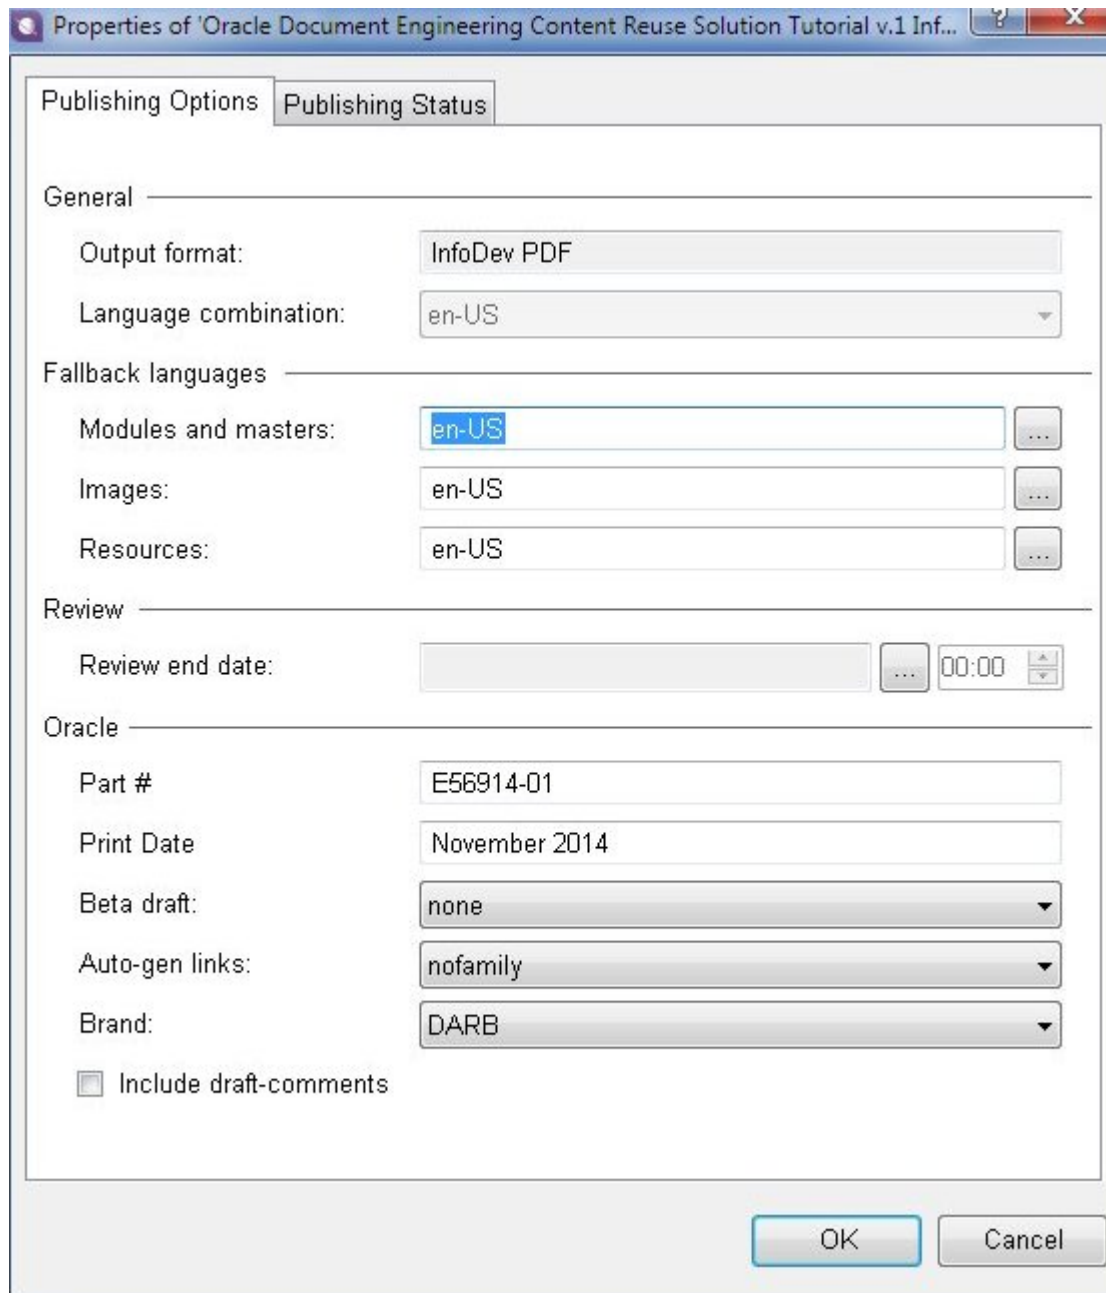 Properties of 'Oracle Document Engineering Content Reuse Solution Tutorial v.1 Inf... ? X
Publishing Options Publishing Status
General
Output format: InfoDev PDF
Language combination: en-US
Fallback languages
Modules and masters: en-US ...
Images: en-US ...
Resources: en-US ...
Review
Review end date: ... 00:00
Oracle
Part # E56914-01
Print Date November 2014
Beta draft: none
Auto-gen links: nofamily
Brand: DARB
Include draft-comments
OK Cancel